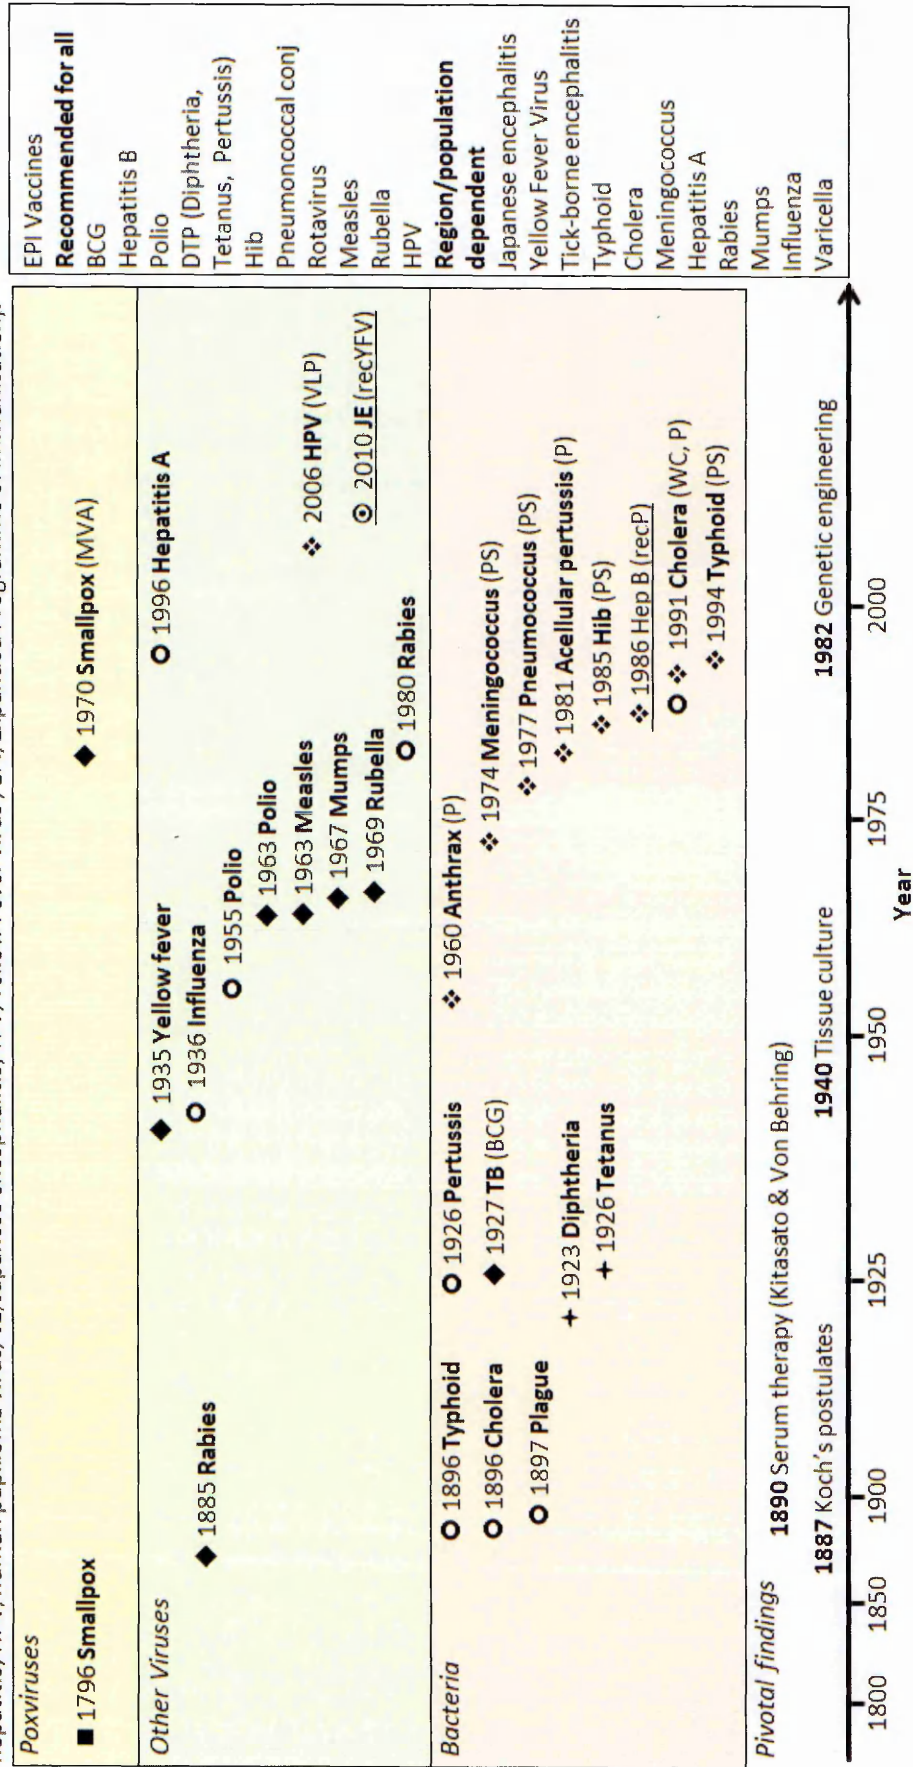 Poxviruses
1796 Smallpox
1970 Smallpox (MVA)
Other Viruses
1885 Rabies
1935 Yellow fever
1936 Influenza
1955 Polio
1963 Polio
1963 Measles
1967 Mumps
1969 Rubella
1980 Rabies
1996 Hepatitis A
2006 HPV (VLP)
2010 JE (recYFV)
Bacteria
1896 Typhoid
1896 Cholera
1897 Plague
1926 Pertussis
1927 TB (BCG)
1923 Diphtheria
1926 Tetanus
1960 Anthrax (P)
1974 Meningococcus (PS)
1977 Pneumococcus (PS)
1981 Acellular pertussis (P)
1985 Hib (PS)
1986 Hep B (recP)
1991 Cholera (WC, P)
1994 Typhoid (PS)
Pivotal findings
1890 Serum therapy (Kitasato & Von Behring)
1887 Koch's postulates
1940 Tissue culture
1982 Genetic engineering
1800 1850 1900 1925 1950 1975 2000
Year
EPI Vaccines
Recommended for all
BCG
Hepatitis B
Polio
DTP (Diphtheria,
Tetanus, Pertussis)
Hib
Pneumoncoccal conj
Rotavirus
Measles
Rubella
HPV
Region/population
dependent
Japanese encephalitis
Yellow Fever Virus
Tick-borne encephalitis
Typhoid
Cholera
Meningococcus
Hepatitis A
Rabies
Mumps
Influenza
Varicella